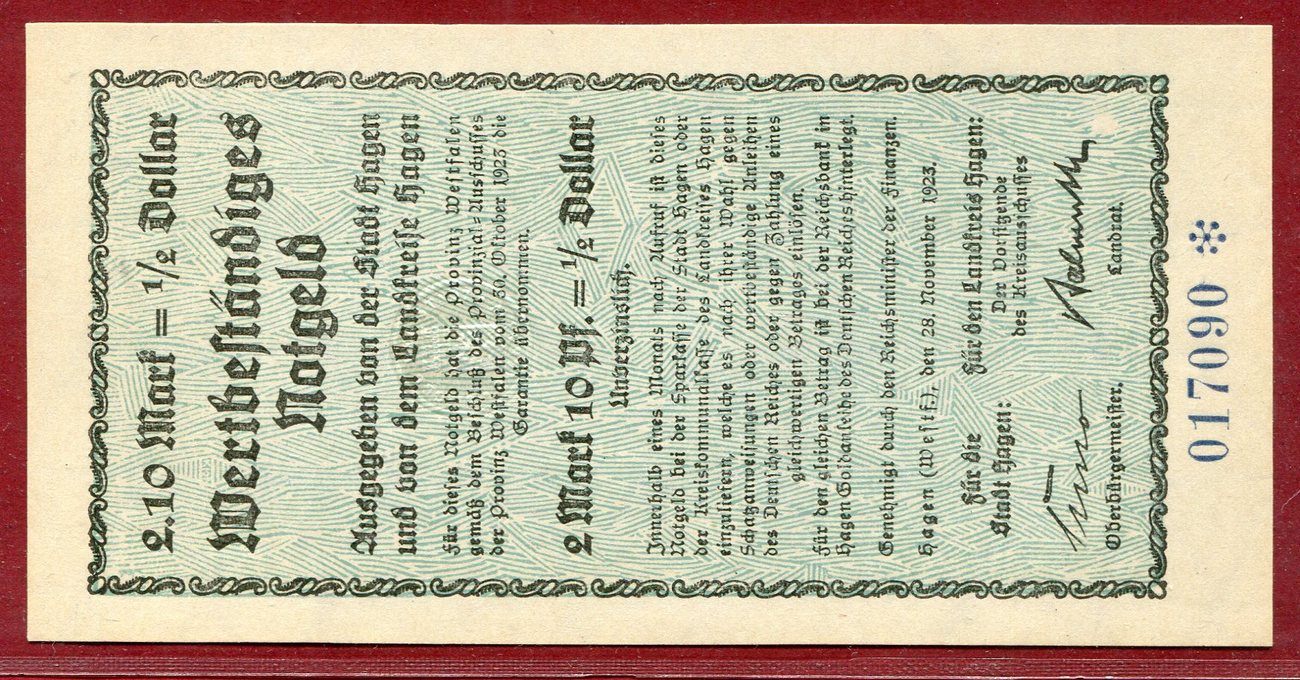 2.10 Mark = 1/2 Dollar
Wertbeständiges
Notgeld
Ausgegeben von der Stadt Hagen
und von dem Landkreise Hagen
Für dieses Notgeld hat die Provinz Westfalen
gemäß dem Beschluß des Provinzial-Ausschusses
der Provinz Westfalen vom 30. Oktober 1923 die
Garantie übernommen.
2 Mark 10 Pf. = 1/2 Dollar
Unverzinslich.
Innerhalb eines Monats nach Aufruf ist dieses
Notgeld bei der Sparkasse der Stadt Hagen oder
der Kreiskommunalkasse des Landkreises Hagen
einzuliefern, welche es nach ihrer Wahl gegen
Schatzanweisungen oder wertbeständige Anleihen
des Deutschen Reiches oder gegen Zahlung eines
gleichwertigen Betrages einlösen.
Für den gleichen Betrag ist bei der Reichsbank in
Hagen Goldanleihe des Deutschen Reichs hinterlegt.
Genehmigt durch den Reichsminister der Finanzen.
Hagen (Westf.), den 28. November 1923.
Für die
Stadt Hagen:
Oberbürgermeister.
Für den Landkreis Hagen:
Der Vorsitzende
des Kreisausschusses
Landrat.
017090 *